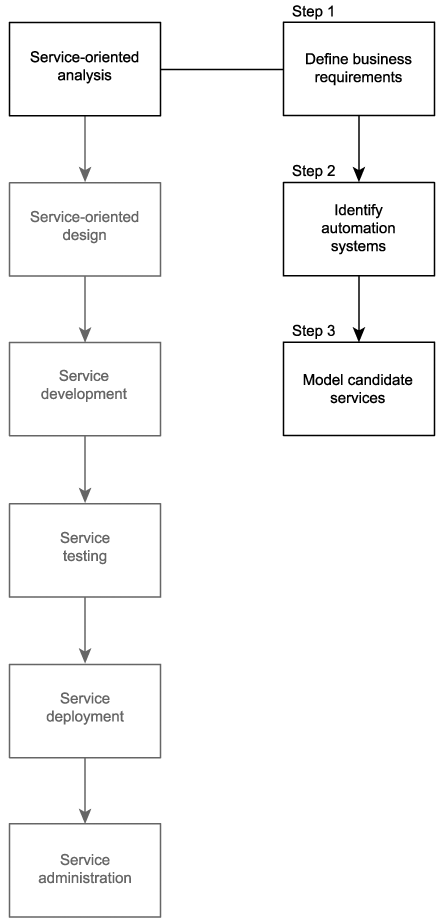 Service-oriented
analysis
Service-oriented
design
Service
development
Service
testing
Service
deployment
Service
administration
Step 1
Define business
requirements
Step 2
Identify
automation
systems
Step 3
Model candidate
services